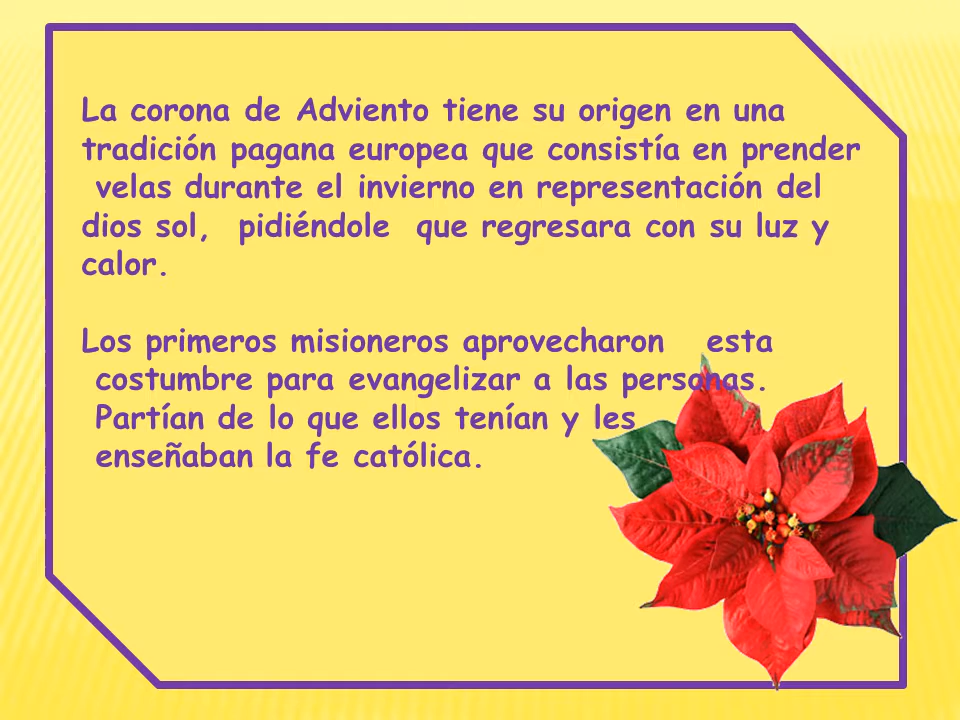 La corona de Adviento tiene su origen en una
tradición pagana europea que consistía en prender
velas durante el invierno en representación del
dios sol, pidiéndole que regresara con su luz y
calor.
Los primeros misioneros aprovecharon esta
costumbre para evangelizar a las personas.
Partían de lo que ellos tenían y les
enseñaban la fe católica.